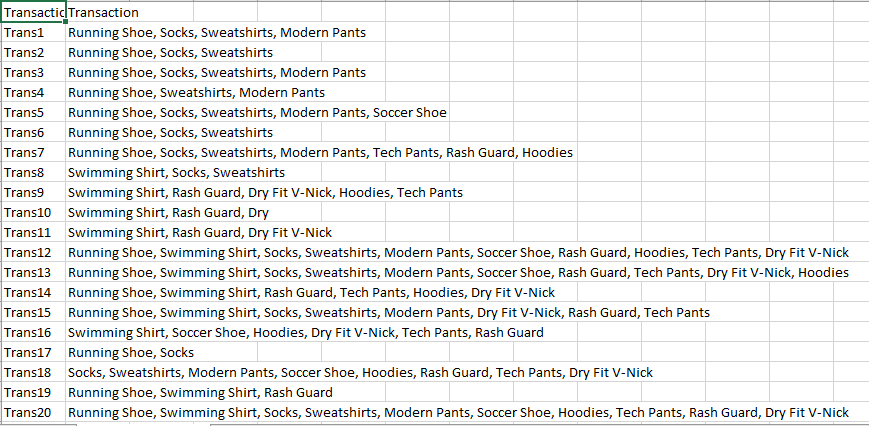 Transactic Transaction
Trans1 Running Shoe, Socks, Sweatshirts, Modern Pants
Trans2 Running Shoe, Socks, Sweatshirts
Trans3 Running Shoe, Socks, Sweatshirts, Modern Pants
Trans4 Running Shoe, Sweatshirts, Modern Pants
Trans5 Running Shoe, Socks, Sweatshirts, Modern Pants, Soccer Shoe
Trans6 Running Shoe, Socks, Sweatshirts
Trans7 Running Shoe, Socks, Sweatshirts, Modern Pants, Tech Pants, Rash Guard, Hoodies
Trans8 Swimming Shirt, Socks, Sweatshirts
Trans9 Swimming Shirt, Rash Guard, Dry Fit V-Nick, Hoodies, Tech Pants
Trans10 Swimming Shirt, Rash Guard, Dry
Trans11 Swimming Shirt, Rash Guard, Dry Fit V-Nick
Trans12 Running Shoe, Swimming Shirt, Socks, Sweatshirts, Modern Pants, Soccer Shoe, Rash Guard, Hoodies, Tech Pants, Dry Fit V-Nick
Trans13 Running Shoe, Swimming Shirt, Socks, Sweatshirts, Modern Pants, Soccer Shoe, Rash Guard, Tech Pants, Dry Fit V-Nick, Hoodies
Trans14 Running Shoe, Swimming Shirt, Rash Guard, Tech Pants, Hoodies, Dry Fit V-Nick
Trans15 Running Shoe, Swimming Shirt, Socks, Sweatshirts, Modern Pants, Dry Fit V-Nick, Rash Guard, Tech Pants
Trans16 Swimming Shirt, Soccer Shoe, Hoodies, Dry Fit V-Nick, Tech Pants, Rash Guard
Trans17 Running Shoe, Socks
Trans18 Socks, Sweatshirts, Modern Pants, Soccer Shoe, Hoodies, Rash Guard, Tech Pants, Dry Fit V-Nick
Trans19 Running Shoe, Swimming Shirt, Rash Guard
Trans20 Running Shoe, Swimming Shirt, Socks, Sweatshirts, Modern Pants, Soccer Shoe, Hoodies, Tech Pants, Rash Guard, Dry Fit V-Nick